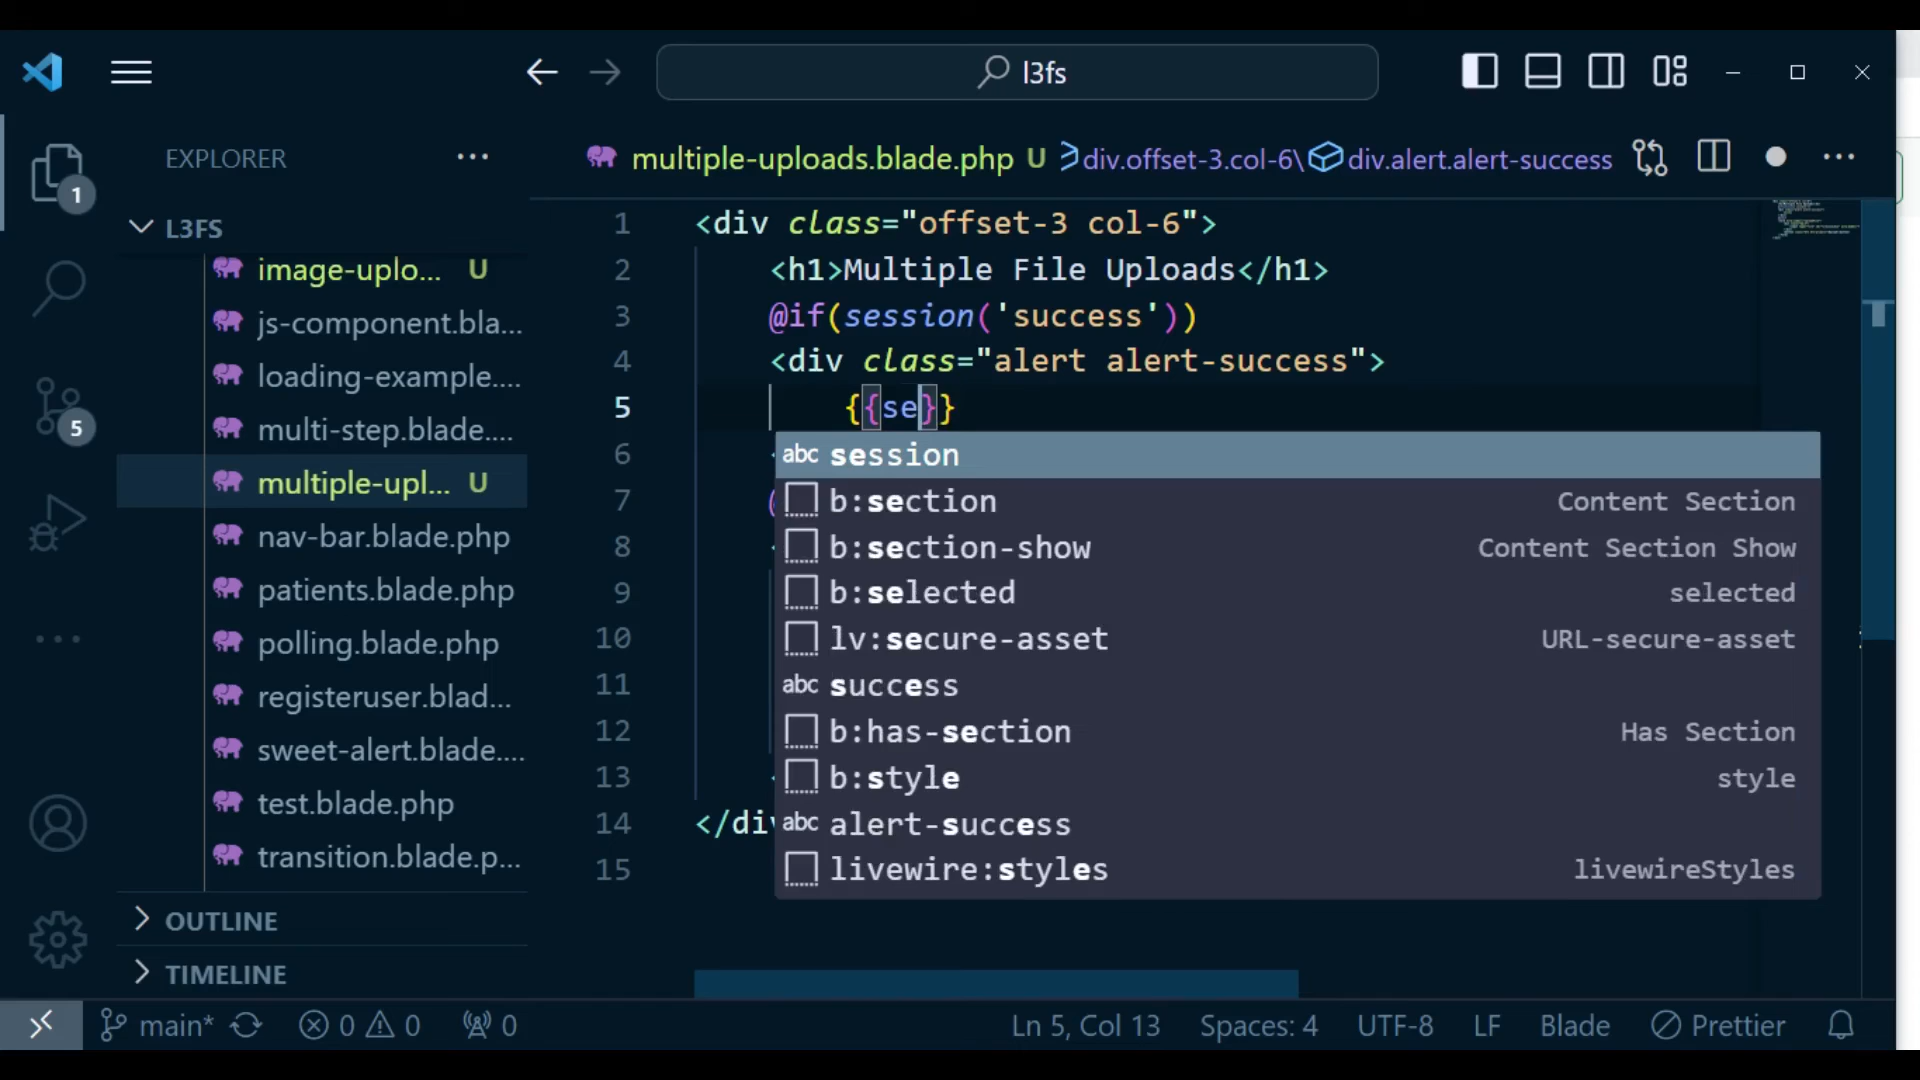 l3fs
EXPLORER
multiple-uploads.blade.php U div.offset-3.col-6\ div.alert.alert-success
1
L3FS
image-uplo... U
js-component.bla...
loading-example....
multi-step.blade....
5
multiple-upl... U
nav-bar.blade.php
patients.blade.php
polling.blade.php
registeruser.blad...
sweet-alert.blade....
test.blade.php
transition.blade.p...
OUTLINE
TIMELINE
1 <div class="offset-3 col-6">
2 <h1>Multiple File Uploads</h1>
3 @if(session('success'))
4 <div class="alert alert-success">
5 {{se}}
6
7
8
9
10
11
12
13
14 </div
15
abc session
b:section Content Section
b:section-show Content Section Show
b:selected selected
lv:secure-asset URL-secure-asset
abc success
b:has-section Has Section
b:style style
abc alert-success
livewire:styles livewireStyles
main* 0 0 0 Ln 5, Col 13 Spaces: 4 UTF-8 LF Blade Prettier